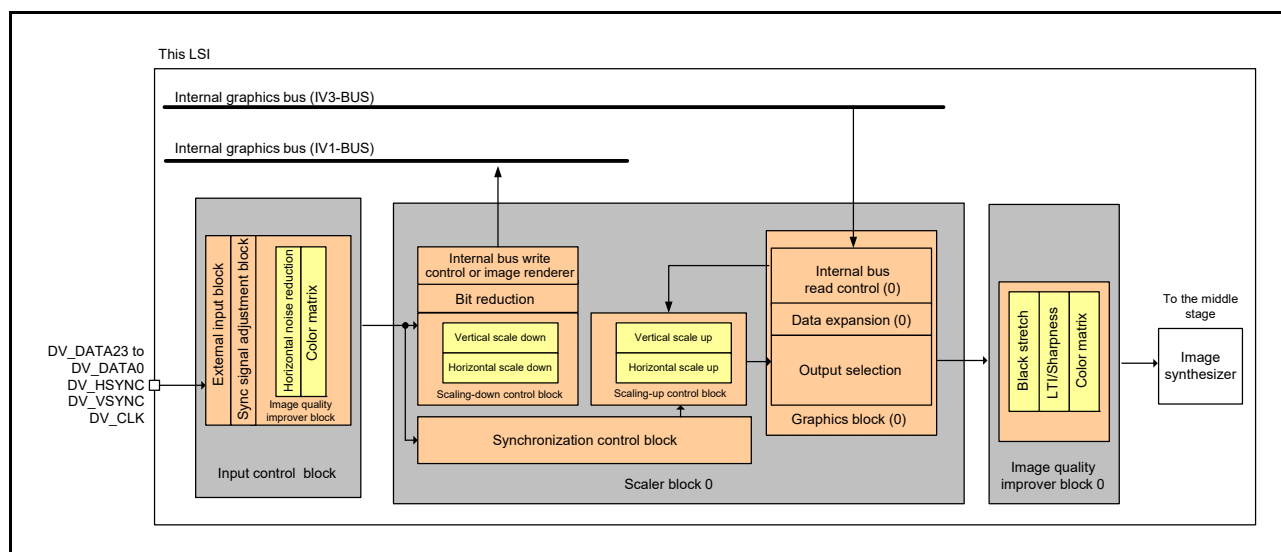 This LSI
Internal graphics bus (IV3-BUS)
Internal graphics bus (IV1-BUS)
DV_DATA23 to
DV_DATA0
DV_HSYNC
DV_VSYNC
DV_CLK
External input block
Sync signal adjustment block
Horizontal noise reduction
Color matrix
Image quality
improver block
Input control block
Internal bus write
control or image renderer
Bit reduction
Vertical scale down
Horizontal scale down
Scaling-down control block
Synchronization control block
Vertical scale up
Horizontal scale up
Scaling-up control block
Internal bus
read control (0)
Data expansion (0)
Output selection
Graphics block (0)
Scaler block 0
Black stretch
LTI/Sharpness
Color matrix
Image quality
improver block 0
To the middle
stage
Image
synthesizer